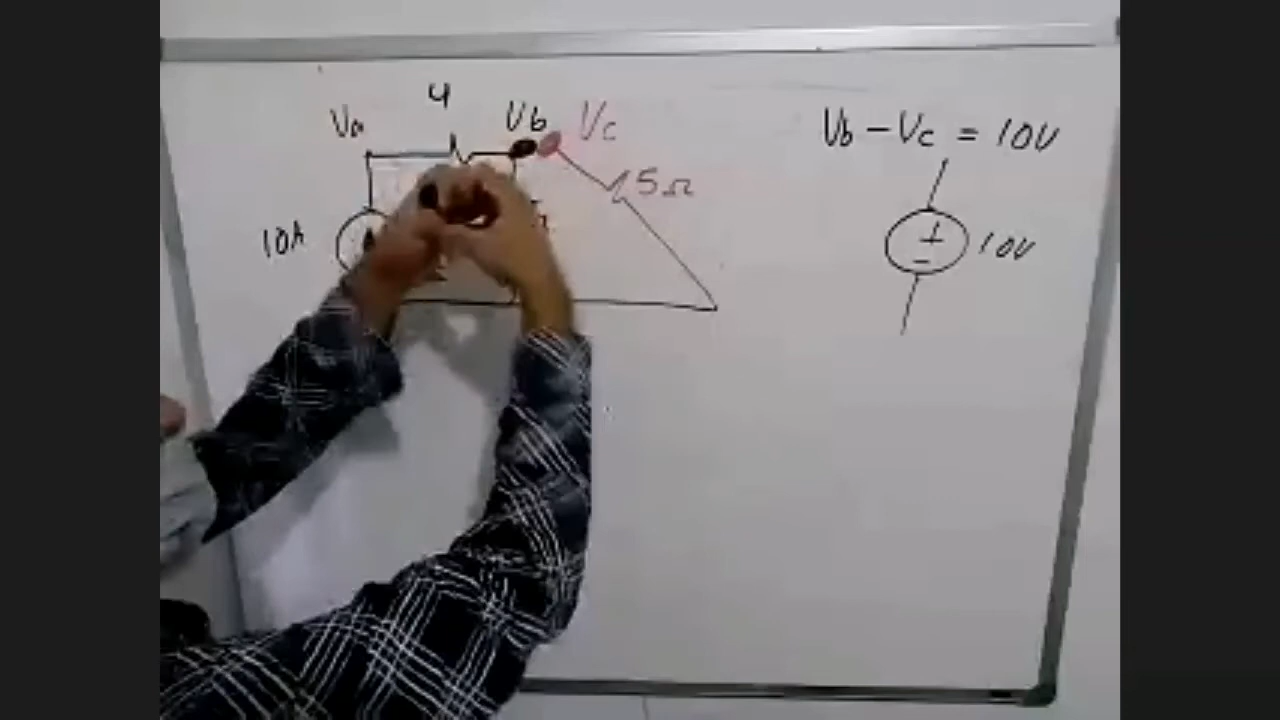 4
Va
Vb
Vc
Vb - Vc = 10V
5Ω
10A
10V